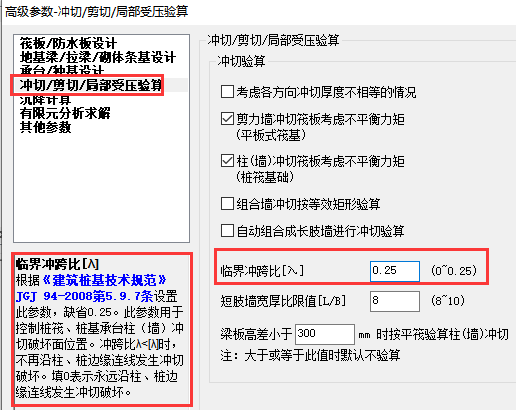 高级参数-冲切/剪切/局部受压验算
筏板/防水板设计
地基梁/拉梁/砌体条基设计
承台/桩基设计
冲切/剪切/局部受压验算
沉降计算
有限元分析求解
其他参数
临界冲跨比[λ]
根据《建筑桩基技术规范》
JGJ 94-2008第5.9.7条设置
此参数，缺省0.25。此参数用于
控制桩筏、桩基承台柱（墙）冲
切破坏面位置。冲跨比λ<[λ]时，
不再沿柱、桩边缘连线发生冲切
破坏。填0表示永远沿柱、桩边
缘连线发生冲切破坏。
冲切/剪切/局部受压验算
冲切验算
考虑各方向冲切厚度不相等的情况
剪力墙冲切筏板考虑不平衡力矩
(平板式筏基)
柱(墙)冲切筏板考虑不平衡力矩
(桩筏基础)
组合墙冲切按等效矩形验算
自动组合成长肢墙进行冲切验算
临界冲跨比[λ] 0.25 (0~0.25)
短肢墙宽厚比限值[L/B] 8 (8~10)
梁板高差小于 300 mm 时按平筏验算柱(墙)冲切
注：大于或等于此值时默认不验算